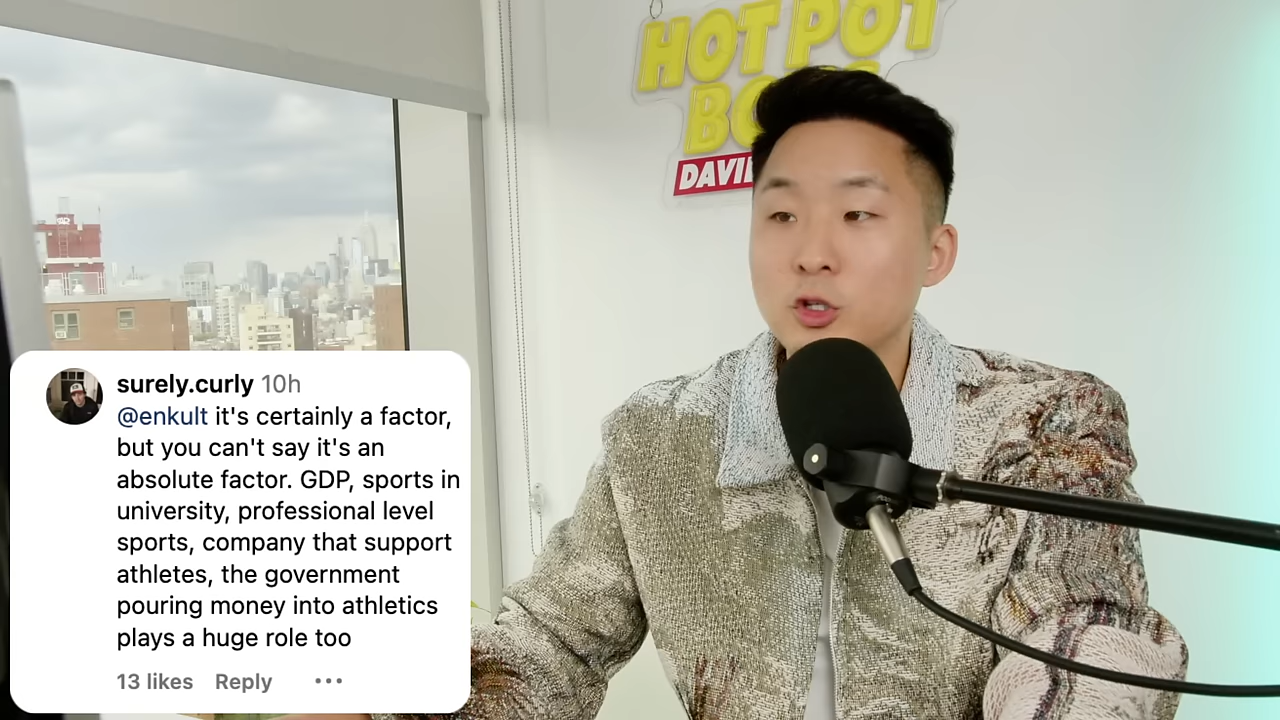 HOT POT
surely.curly 10h
@enkult it's certainly a factor,
but you can't say it's an
absolute factor. GDP, sports in
university, professional level
sports, company that support
athletes, the government
pouring money into athletics
plays a huge role too
13 likes Reply